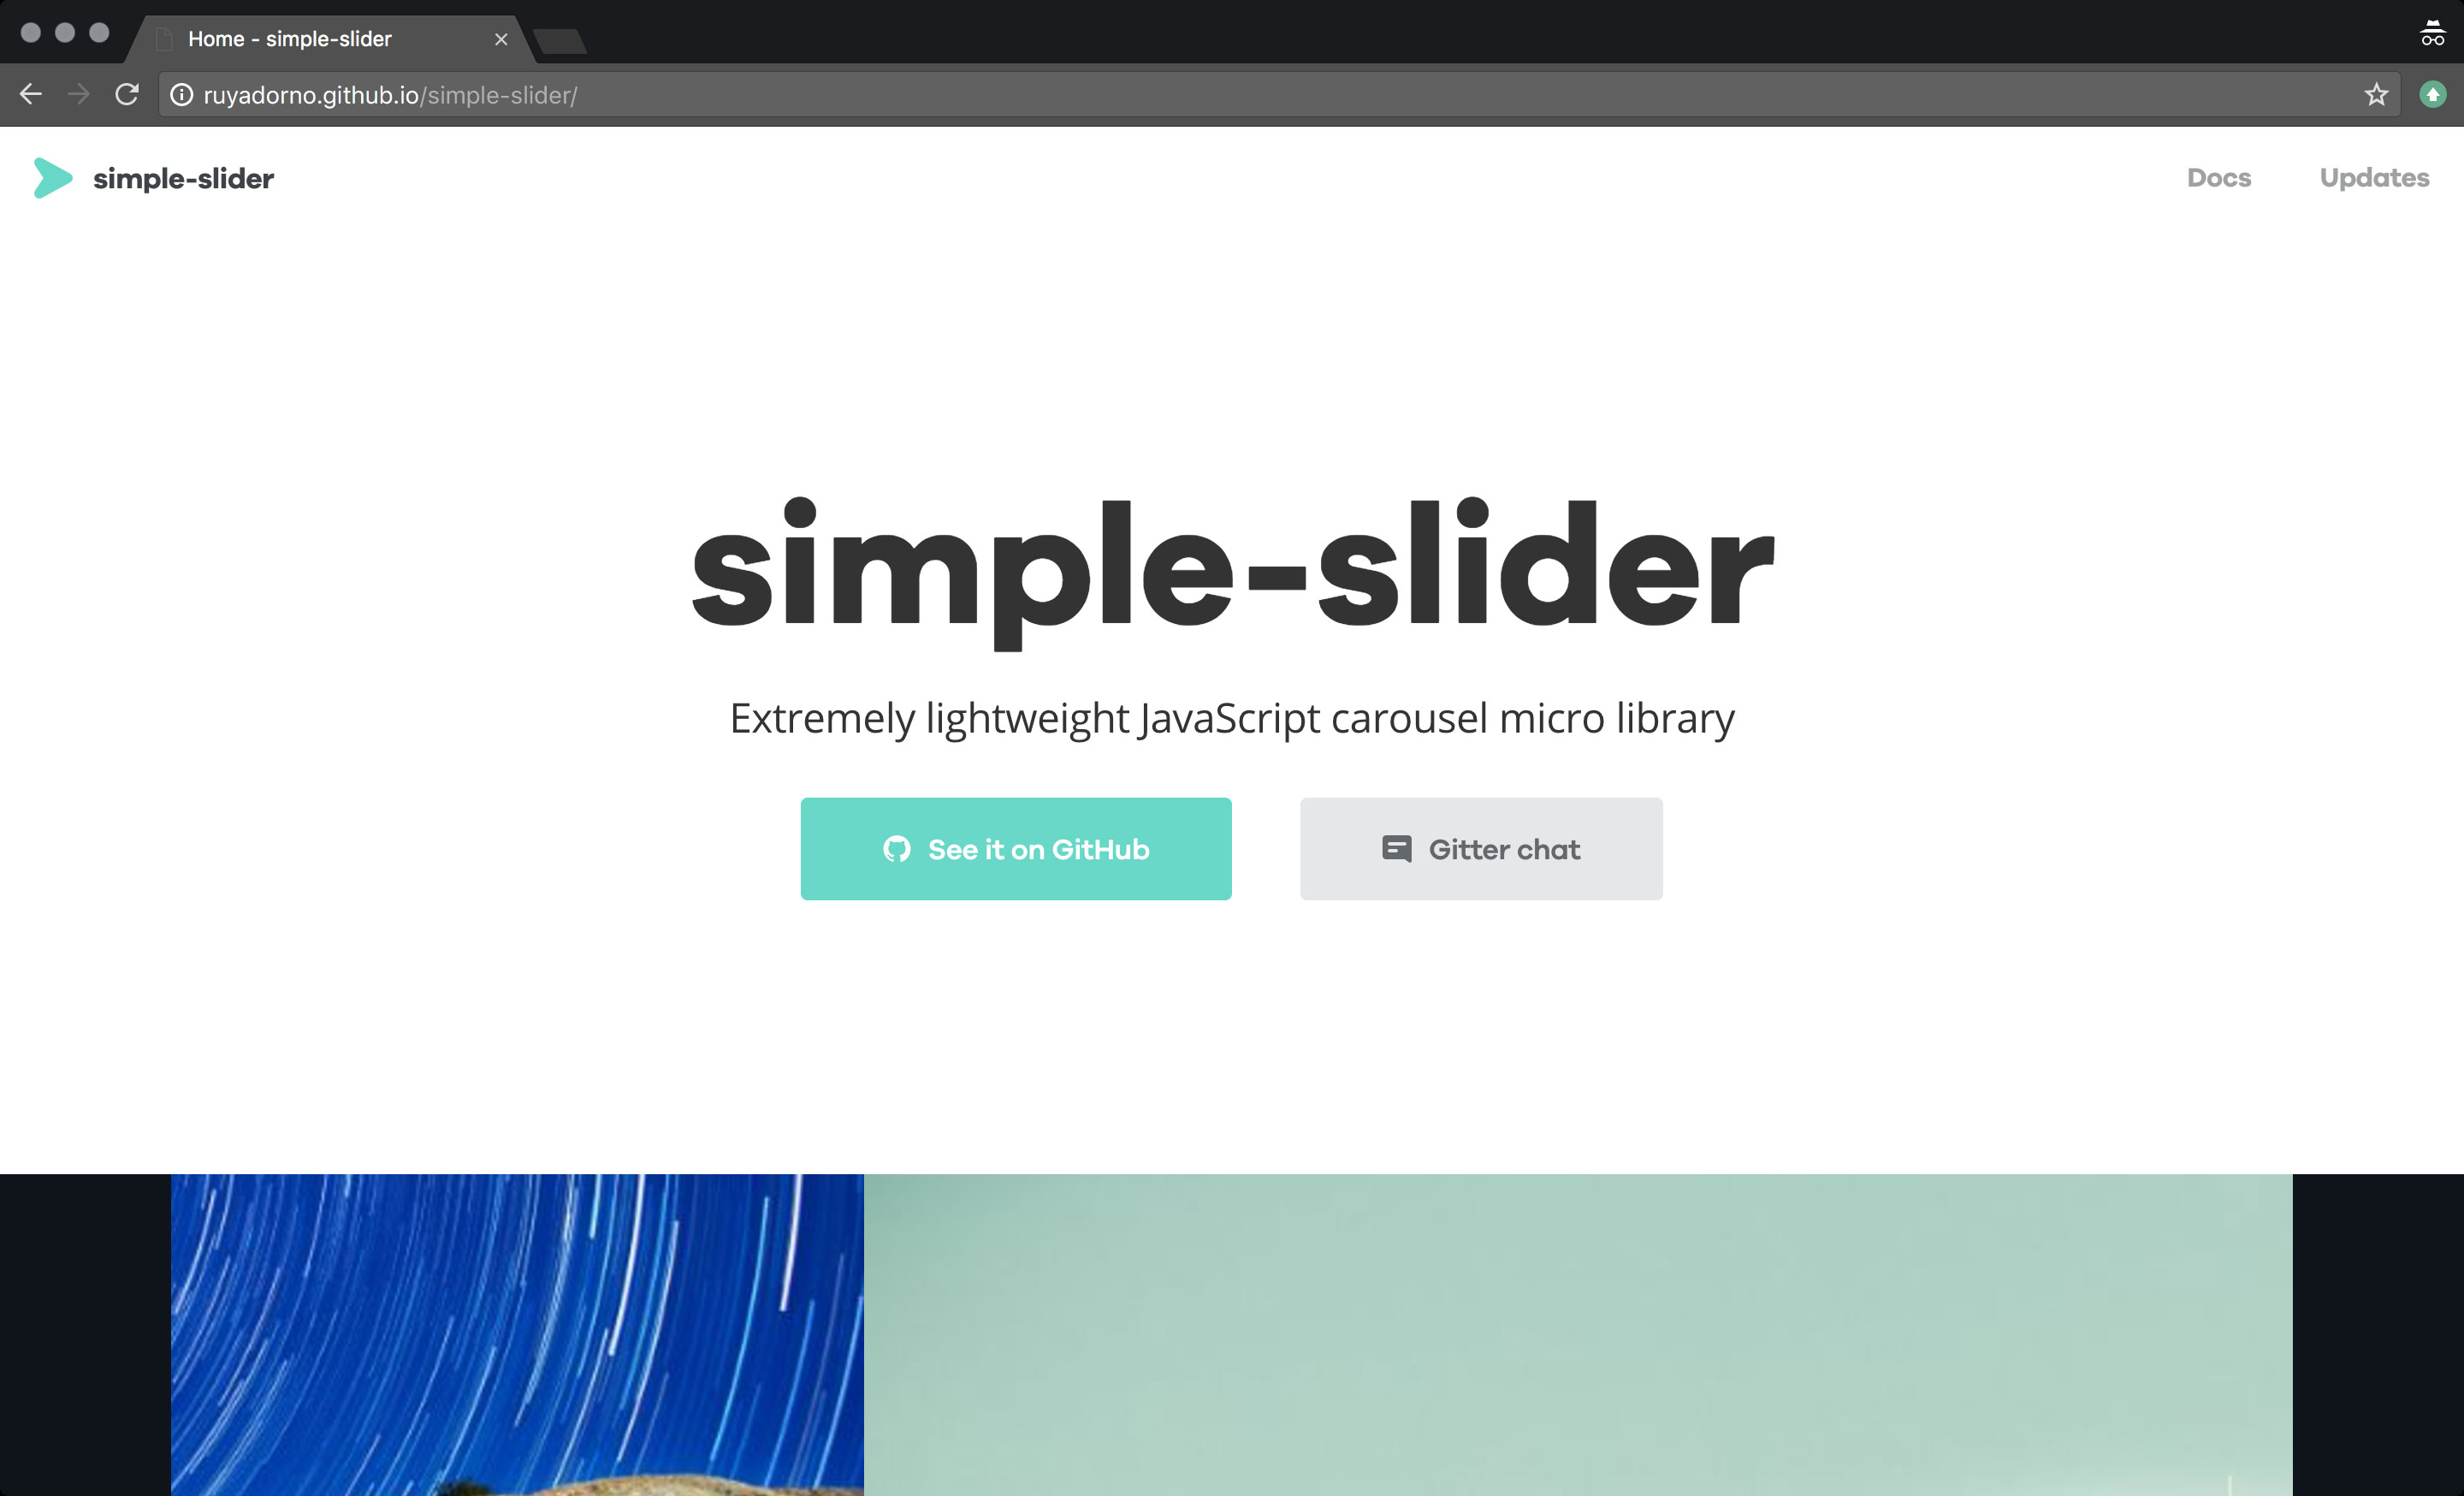 Home - simple-slider
ruyadorno.github.io/simple-slider/
simple-slider
Docs
Updates
simple-slider
Extremely lightweight JavaScript carousel micro library
See it on GitHub
Gitter chat